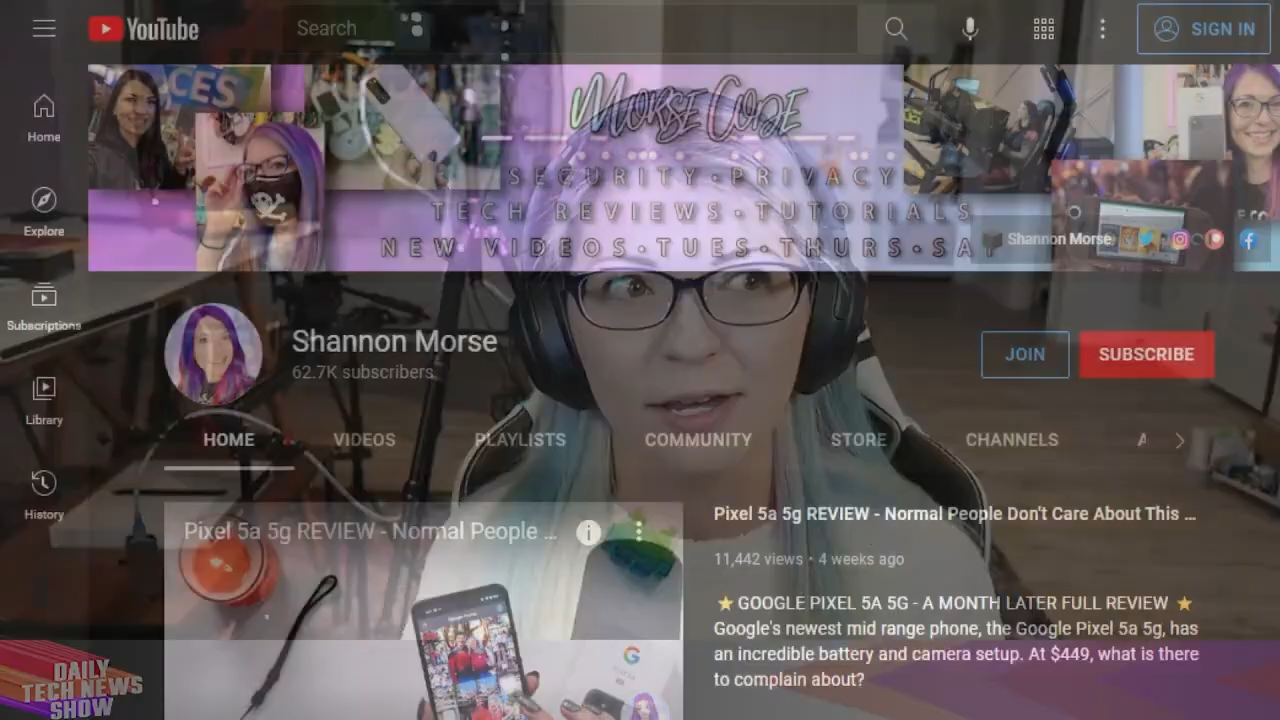 YouTube
Search
SIGN IN
CES
MORSE CODE
SECURITY • PRIVACY
TECH REVIEWS • TUTORIALS
NEW VIDEOS • TUES • THURS • SAT
Shannon Morse
Home
Explore
Subscriptions
Library
History
Shannon Morse
62.7K subscribers
JOIN
SUBSCRIBE
HOME
VIDEOS
PLAYLISTS
COMMUNITY
STORE
CHANNELS
Pixel 5a 5g REVIEW - Normal People ...
Pixel 5a 5g REVIEW - Normal People Don't Care About This ...
11,442 views • 4 weeks ago
⭐ GOOGLE PIXEL 5A 5G - A MONTH LATER FULL REVIEW ⭐
Google's newest mid range phone, the Google Pixel 5a 5g, has
an incredible battery and camera setup. At $449, what is there
to complain about?
G
DAILY
TECH NEWS
SHOW